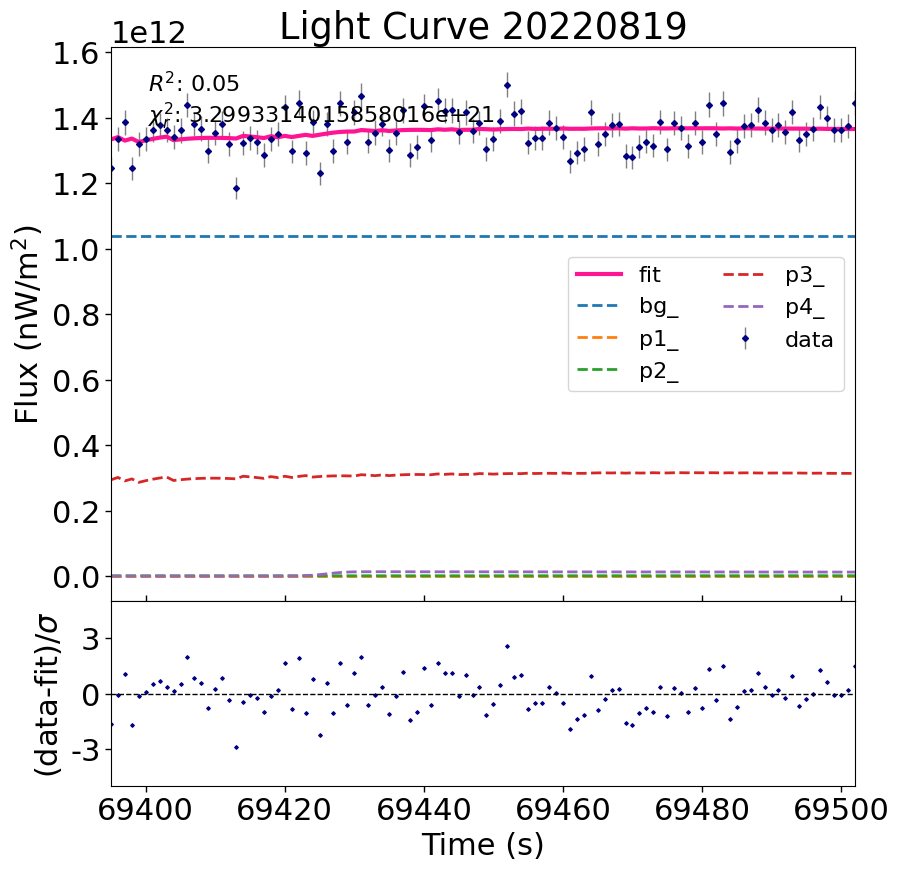 Light Curve 20220819
1e12
R²: 0.05
χ²ᵣ: 3.2993314015858016e+21
1.6
1.4
1.2
1.0
0.8
0.6
0.4
0.2
0.0
Flux (nW/m²)
fit
bg_
p1_
p2_
p3_
p4_
data
3
0
-3
(data-fit)/σ
69400
69420
69440
69460
69480
69500
Time (s)